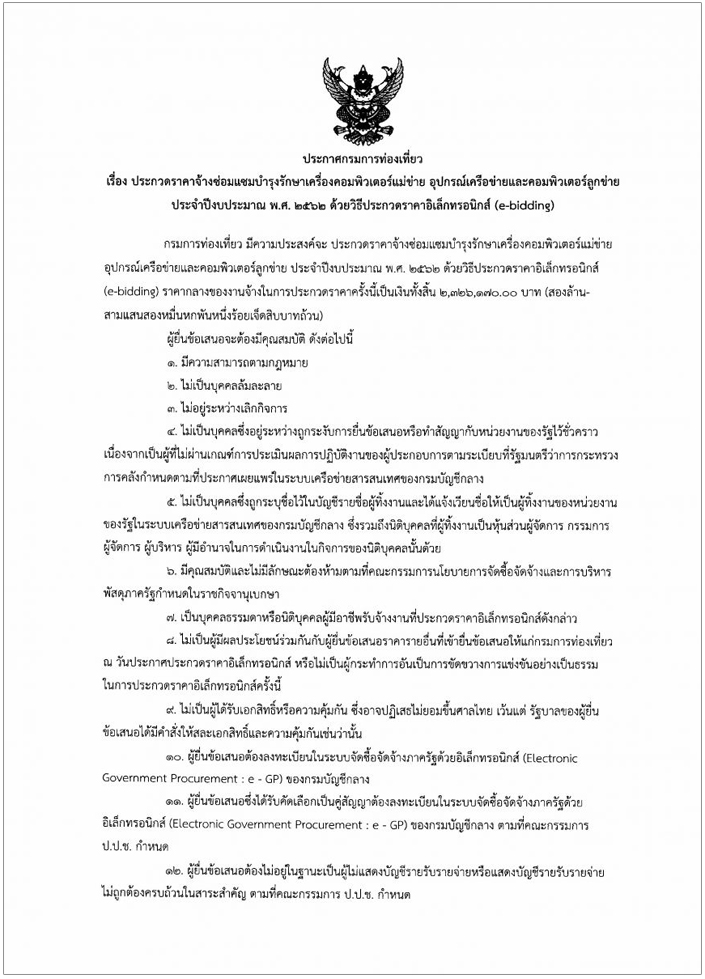 ประกาศกรมการท่องเที่ยว
เรื่อง ประกวดราคาจ้างซ่อมแซมบำรุงรักษาเครื่องคอมพิวเตอร์แม่ข่าย อุปกรณ์เครือข่ายและคอมพิวเตอร์ลูกข่าย
ประจำปีงบประมาณ พ.ศ. ๒๕๖๒ ด้วยวิธีประกวดราคาอิเล็กทรอนิกส์ (e-bidding)
กรมการท่องเที่ยว มีความประสงค์จะ ประกวดราคาจ้างซ่อมแซมบำรุงรักษาเครื่องคอมพิวเตอร์แม่ข่าย
อุปกรณ์เครือข่ายและคอมพิวเตอร์ลูกข่าย ประจำปีงบประมาณ พ.ศ. ๒๕๖๒ ด้วยวิธีประกวดราคาอิเล็กทรอนิกส์
(e-bidding) ราคากลางของงานจ้างในการประกวดราคาครั้งนี้เป็นเงินทั้งสิ้น ๒,๓๒๖,๑๗๐.๐๐ บาท (สองล้าน-
สามแสนสองหมื่นหกพันหนึ่งร้อยเจ็ดสิบบาทถ้วน)
ผู้ยื่นข้อเสนอจะต้องมีคุณสมบัติ ดังต่อไปนี้
๑. มีความสามารถตามกฎหมาย
๒. ไม่เป็นบุคคลล้มละลาย
๓. ไม่อยู่ระหว่างเลิกกิจการ
๔. ไม่เป็นบุคคลซึ่งอยู่ระหว่างถูกระงับการยื่นข้อเสนอหรือทำสัญญากับหน่วยงานของรัฐไว้ชั่วคราว
เนื่องจากเป็นผู้ที่ไม่ผ่านเกณฑ์การประเมินผลการปฏิบัติงานของผู้ประกอบการตามระเบียบที่รัฐมนตรีว่าการกระทรวง
การคลังกำหนดตามที่ประกาศเผยแพร่ในระบบเครือข่ายสารสนเทศของกรมบัญชีกลาง
๕. ไม่เป็นบุคคลซึ่งถูกระบุชื่อไว้ในบัญชีรายชื่อผู้ทิ้งงานและได้แจ้งเวียนชื่อให้เป็นผู้ทิ้งงานของหน่วยงาน
ของรัฐในระบบเครือข่ายสารสนเทศของกรมบัญชีกลาง ซึ่งรวมถึงนิติบุคคลที่ผู้ทิ้งงานเป็นหุ้นส่วนผู้จัดการ กรรมการ
ผู้จัดการ ผู้บริหาร ผู้มีอำนาจในการดำเนินงานในกิจการของนิติบุคคลนั้นด้วย
๖. มีคุณสมบัติและไม่มีลักษณะต้องห้ามตามที่คณะกรรมการนโยบายการจัดซื้อจัดจ้างและการบริหาร
พัสดุภาครัฐกำหนดในราชกิจจานุเบกษา
๗. เป็นบุคคลธรรมดาหรือนิติบุคคลผู้มีอาชีพรับจ้างงานที่ประกวดราคาอิเล็กทรอนิกส์ดังกล่าว
๘. ไม่เป็นผู้มีผลประโยชน์ร่วมกันกับผู้ยื่นข้อเสนอราคารายอื่นที่เข้ายื่นข้อเสนอให้แก่กรมการท่องเที่ยว
ณ วันประกาศประกวดราคาอิเล็กทรอนิกส์ หรือไม่เป็นผู้กระทำการอันเป็นการขัดขวางการแข่งขันอย่างเป็นธรรม
ในการประกวดราคาอิเล็กทรอนิกส์ครั้งนี้
๙. ไม่เป็นผู้ได้รับเอกสิทธิ์หรือความคุ้มกัน ซึ่งอาจปฏิเสธไม่ยอมขึ้นศาลไทย เว้นแต่ รัฐบาลของผู้ยื่น
ข้อเสนอได้มีคำสั่งให้สละเอกสิทธิ์และความคุ้มกันเช่นว่านั้น
๑๐. ผู้ยื่นข้อเสนอต้องลงทะเบียนในระบบจัดซื้อจัดจ้างภาครัฐด้วยอิเล็กทรอนิกส์ (Electronic
Government Procurement : e - GP) ของกรมบัญชีกลาง
๑๑. ผู้ยื่นข้อเสนอซึ่งได้รับคัดเลือกเป็นคู่สัญญาต้องลงทะเบียนในระบบจัดซื้อจัดจ้างภาครัฐด้วย
อิเล็กทรอนิกส์ (Electronic Government Procurement : e - GP) ของกรมบัญชีกลาง ตามที่คณะกรรมการ
ป.ป.ช. กำหนด
๑๒. ผู้ยื่นข้อเสนอต้องไม่อยู่ในฐานะเป็นผู้ไม่แสดงบัญชีรายรับรายจ่ายหรือแสดงบัญชีรายรับรายจ่าย
ไม่ถูกต้องครบถ้วนในสาระสำคัญ ตามที่คณะกรรมการ ป.ป.ช. กำหนด